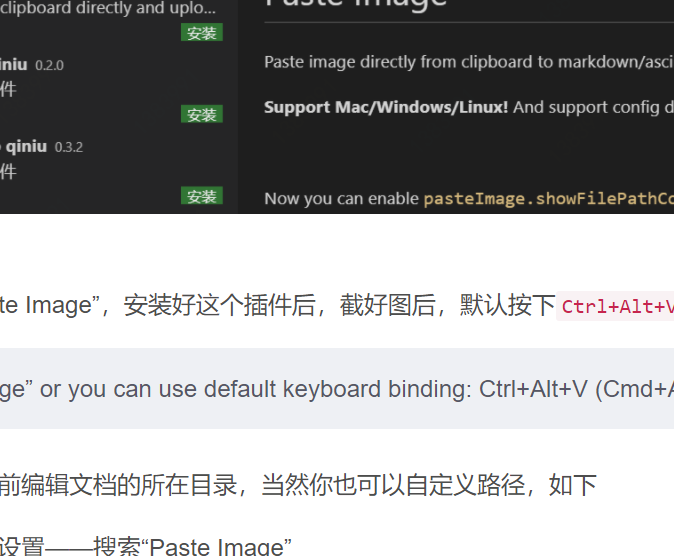 clipboard directly and uplo...
安装
iniu 0.2.0
件
安装
qiniu 0.3.2
件
安装
Paste Image
Paste image directly from clipboard to markdown/asci
Support Mac/Windows/Linux! And support config d
Now you can enable pasteImage.showFilePathCo
te Image”，安装好这个插件后，截好图后，默认按下 Ctrl+Alt+V
ge” or you can use default keyboard binding: Ctrl+Alt+V (Cmd+A
前编辑文档的所在目录，当然你也可以自定义路径，如下
设置——搜索“Paste Image”